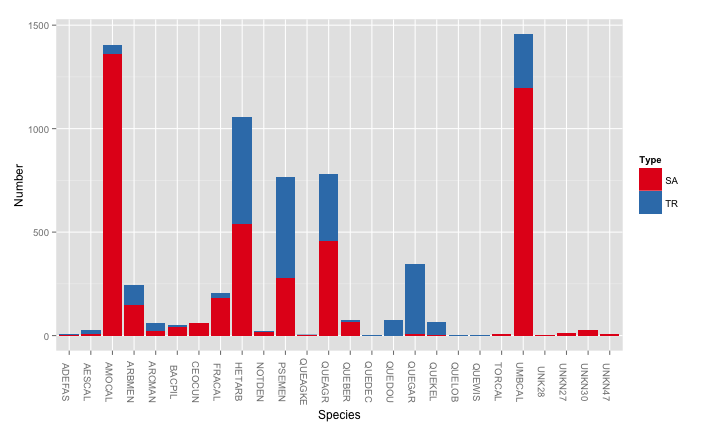 1500
1000
500
0
Number
ADEFAS
AESCAL
AMOCAL
ARBMEN
ARCMAN
BACPIL
CEOCUN
FRACAL
HETARB
NOTDEN
PSEMEN
QUEAGKE
QUEAGR
QUEBER
QUEDEC
QUEDOU
QUEGAR
QUEKEL
QUELOB
QUEWIS
TORCAL
UMBCAL
UNK28
UNKN27
UNKN30
UNKN47
Species
Type
SA
TR